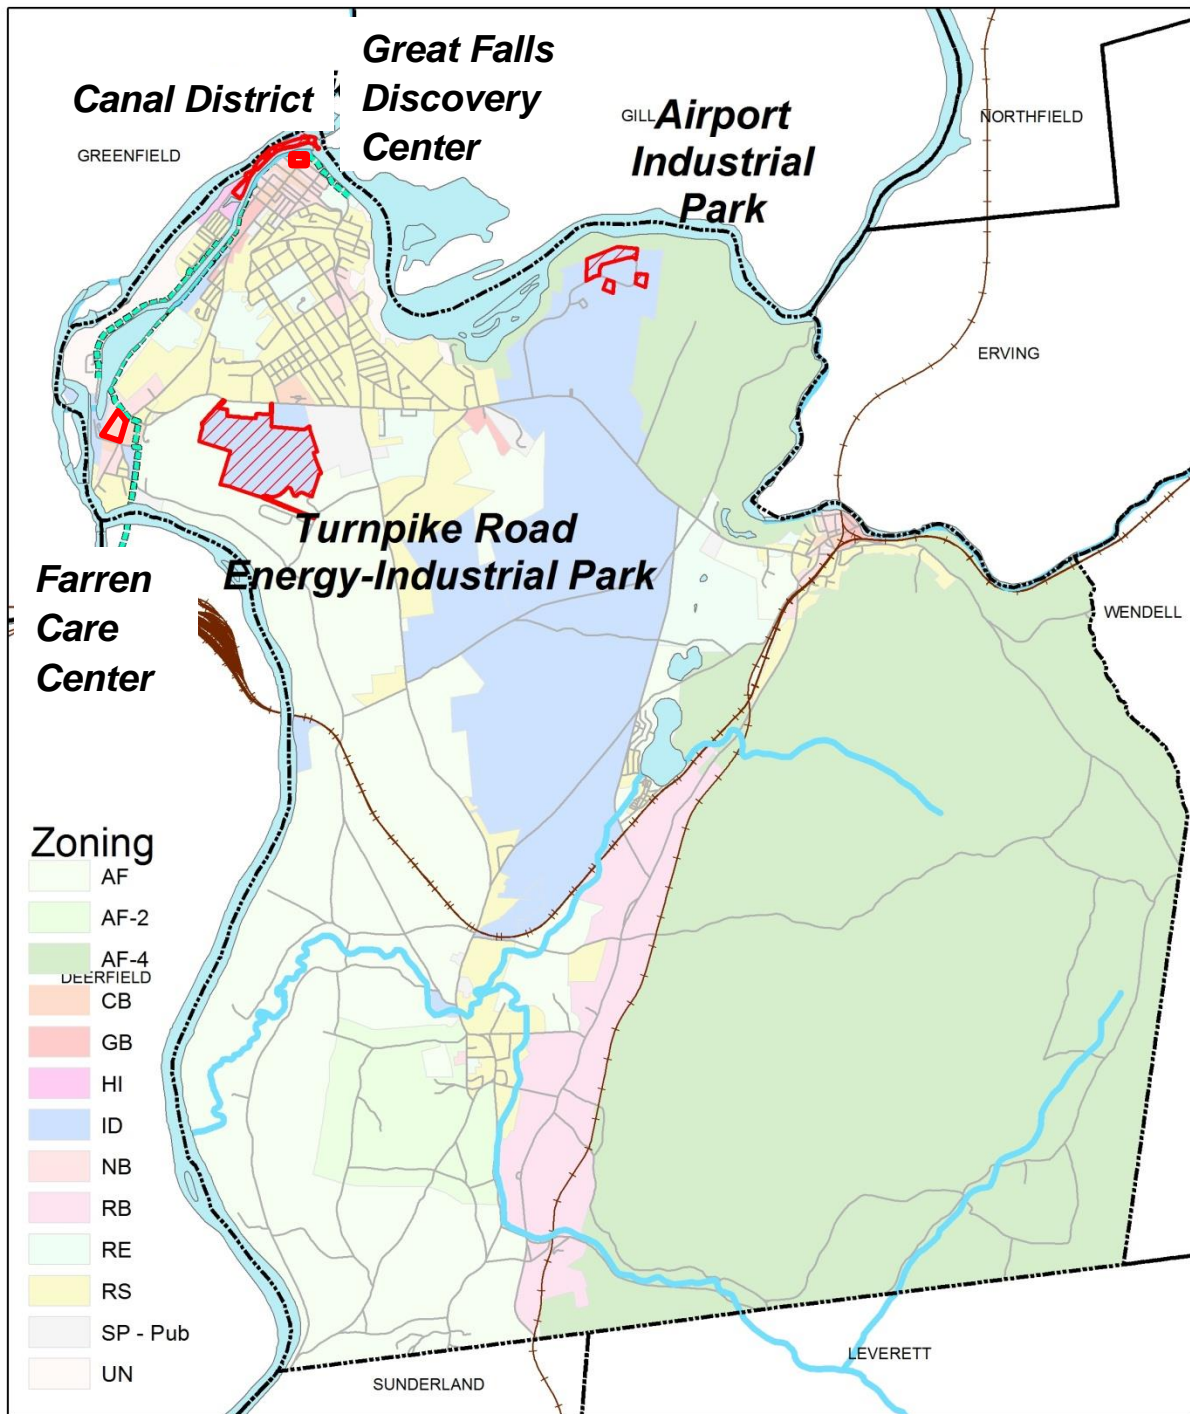 Great Falls
Discovery
Center
Canal District
GREENFIELD
GILL
Airport
Industrial
Park
NORTHFIELD
ERVING
Turnpike Road
Energy-Industrial Park
Farren
Care
Center
WENDELL
Zoning
AF
AF-2
AF-4
DEERFIELD
CB
GB
HI
ID
NB
RB
RE
RS
SP - Pub
UN
LEVERETT
SUNDERLAND